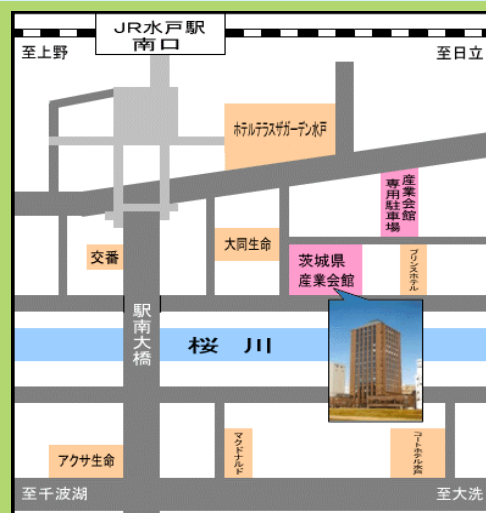 JR水戸駅
南口
至上野
至日立
ホテルテラスザガーデン水戸
産業会館
専用駐車場
交番
大同生命
茨城県
産業会館
プリンスホテル
駅南大橋
桜川
アクサ生命
マクドナルド
コートホテル水戸
至千波湖
至大洗